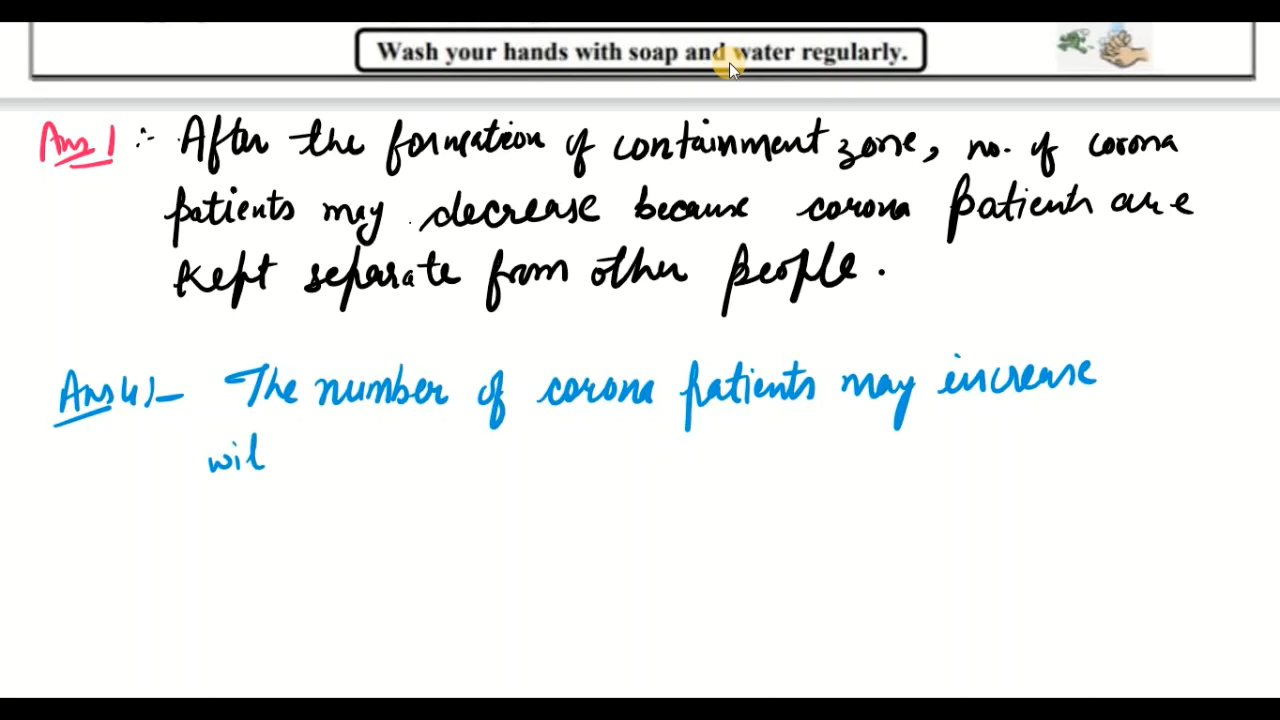 Wash your hands with soap and water regularly.
Ans 1 :- After the formation of containment zone, no. of corona
patients may decrease because corona patients are
kept separate from other people.
Ans 4)- The number of corona patients may increase
wil